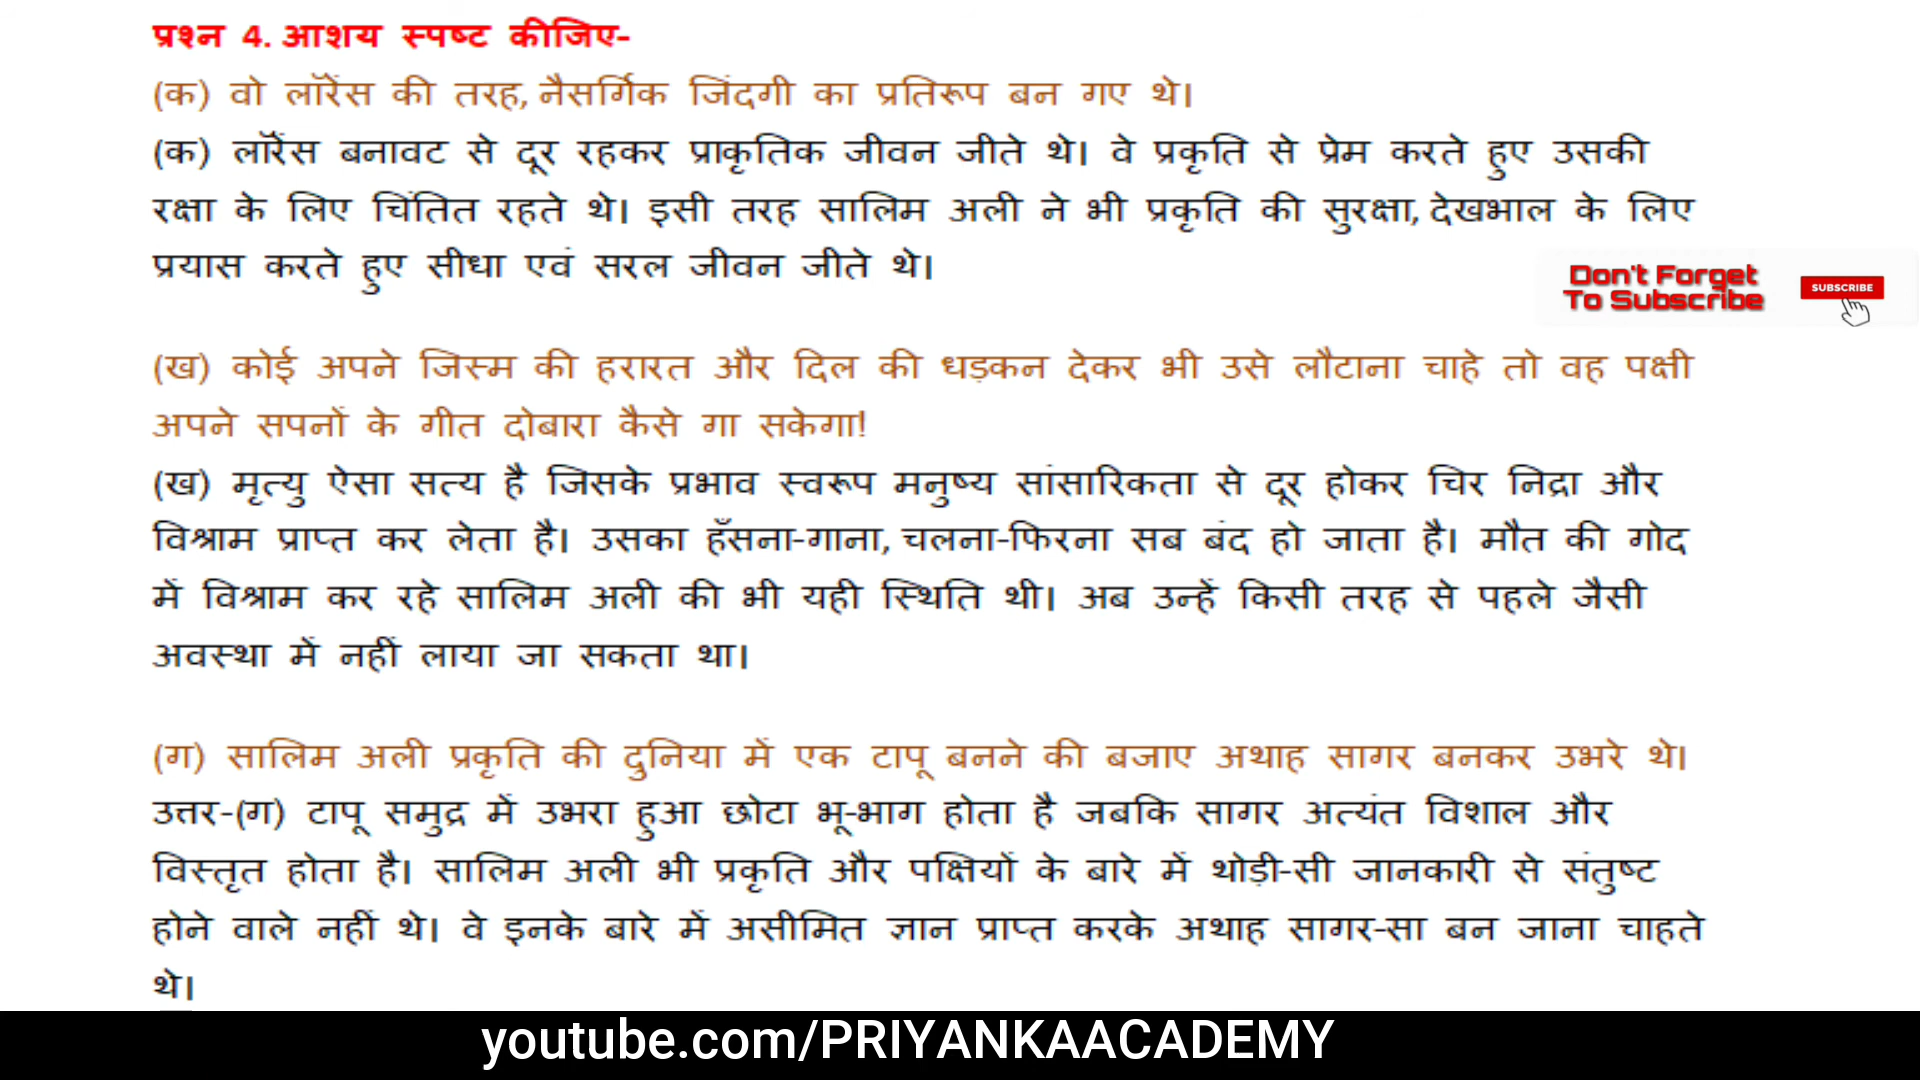 प्रश्न 4. आशय स्पष्ट कीजिए-
(क) वो लॉरेंस की तरह, नैसर्गिक जिंदगी का प्रतिरूप बन गए थे।
(क) लॉरेंस बनावट से दूर रहकर प्राकृतिक जीवन जीते थे। वे प्रकृति से प्रेम करते हुए उसकी
रक्षा के लिए चिंतित रहते थे। इसी तरह सालिम अली ने भी प्रकृति की सुरक्षा, देखभाल के लिए
प्रयास करते हुए सीधा एवं सरल जीवन जीते थे।
Don't Forget
To Subscribe
SUBSCRIBE
(ख) कोई अपने जिस्म की हरारत और दिल की धड़कन देकर भी उसे लौटाना चाहे तो वह पक्षी
अपने सपनों के गीत दोबारा कैसे गा सकेगा!
(ख) मृत्यु ऐसा सत्य है जिसके प्रभाव स्वरूप मनुष्य सांसारिकता से दूर होकर चिर निद्रा और
विश्राम प्राप्त कर लेता है। उसका हँसना-गाना, चलना-फिरना सब बंद हो जाता है। मौत की गोद
में विश्राम कर रहे सालिम अली की भी यही स्थिति थी। अब उन्हें किसी तरह से पहले जैसी
अवस्था में नहीं लाया जा सकता था।
(ग) सालिम अली प्रकृति की दुनिया में एक टापू बनने की बजाए अथाह सागर बनकर उभरे थे।
उत्तर-(ग) टापू समुद्र में उभरा हुआ छोटा भू-भाग होता है जबकि सागर अत्यंत विशाल और
विस्तृत होता है। सालिम अली भी प्रकृति और पक्षियों के बारे में थोड़ी-सी जानकारी से संतुष्ट
होने वाले नहीं थे। वे इनके बारे में असीमित ज्ञान प्राप्त करके अथाह सागर-सा बन जाना चाहते
थे।
youtube.com/PRIYANKAACADEMY